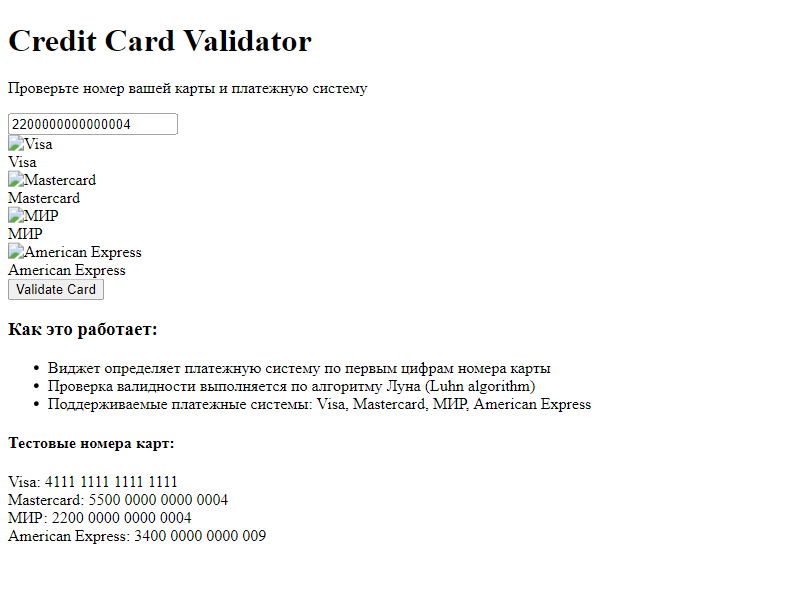 Credit Card Validator
Проверьте номер вашей карты и платежную систему
2200000000000004
Visa
Visa
Mastercard
Mastercard
МИР
МИР
American Express
American Express
Validate Card
Как это работает:
• Виджет определяет платежную систему по первым цифрам номера карты
• Проверка валидности выполняется по алгоритму Луна (Luhn algorithm)
• Поддерживаемые платежные системы: Visa, Mastercard, МИР, American Express
Тестовые номера карт:
Visa: 4111 1111 1111 1111
Mastercard: 5500 0000 0000 0004
МИР: 2200 0000 0000 0004
American Express: 3400 0000 0000 009